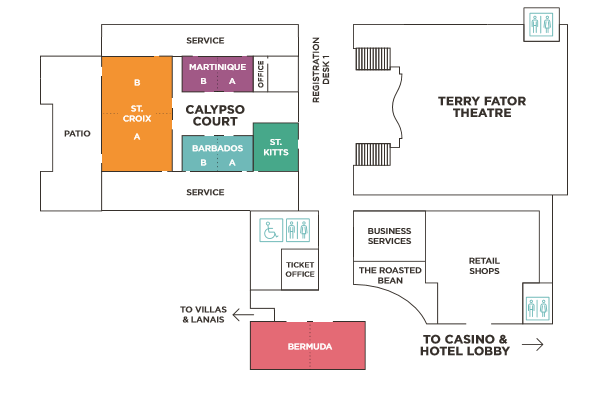 SERVICE
MARTINIQUE
B A
OFFICE
REGISTRATION
DESK 1
B
ST.
CROIX
A
PATIO
CALYPSO
COURT
BARBADOS
B A
ST.
KITTS
SERVICE
TERRY FATOR
THEATRE
BUSINESS
SERVICES
THE ROASTED
BEAN
RETAIL
SHOPS
TICKET
OFFICE
TO VILLAS
& LANAIS
BERMUDA
TO CASINO &
HOTEL LOBBY